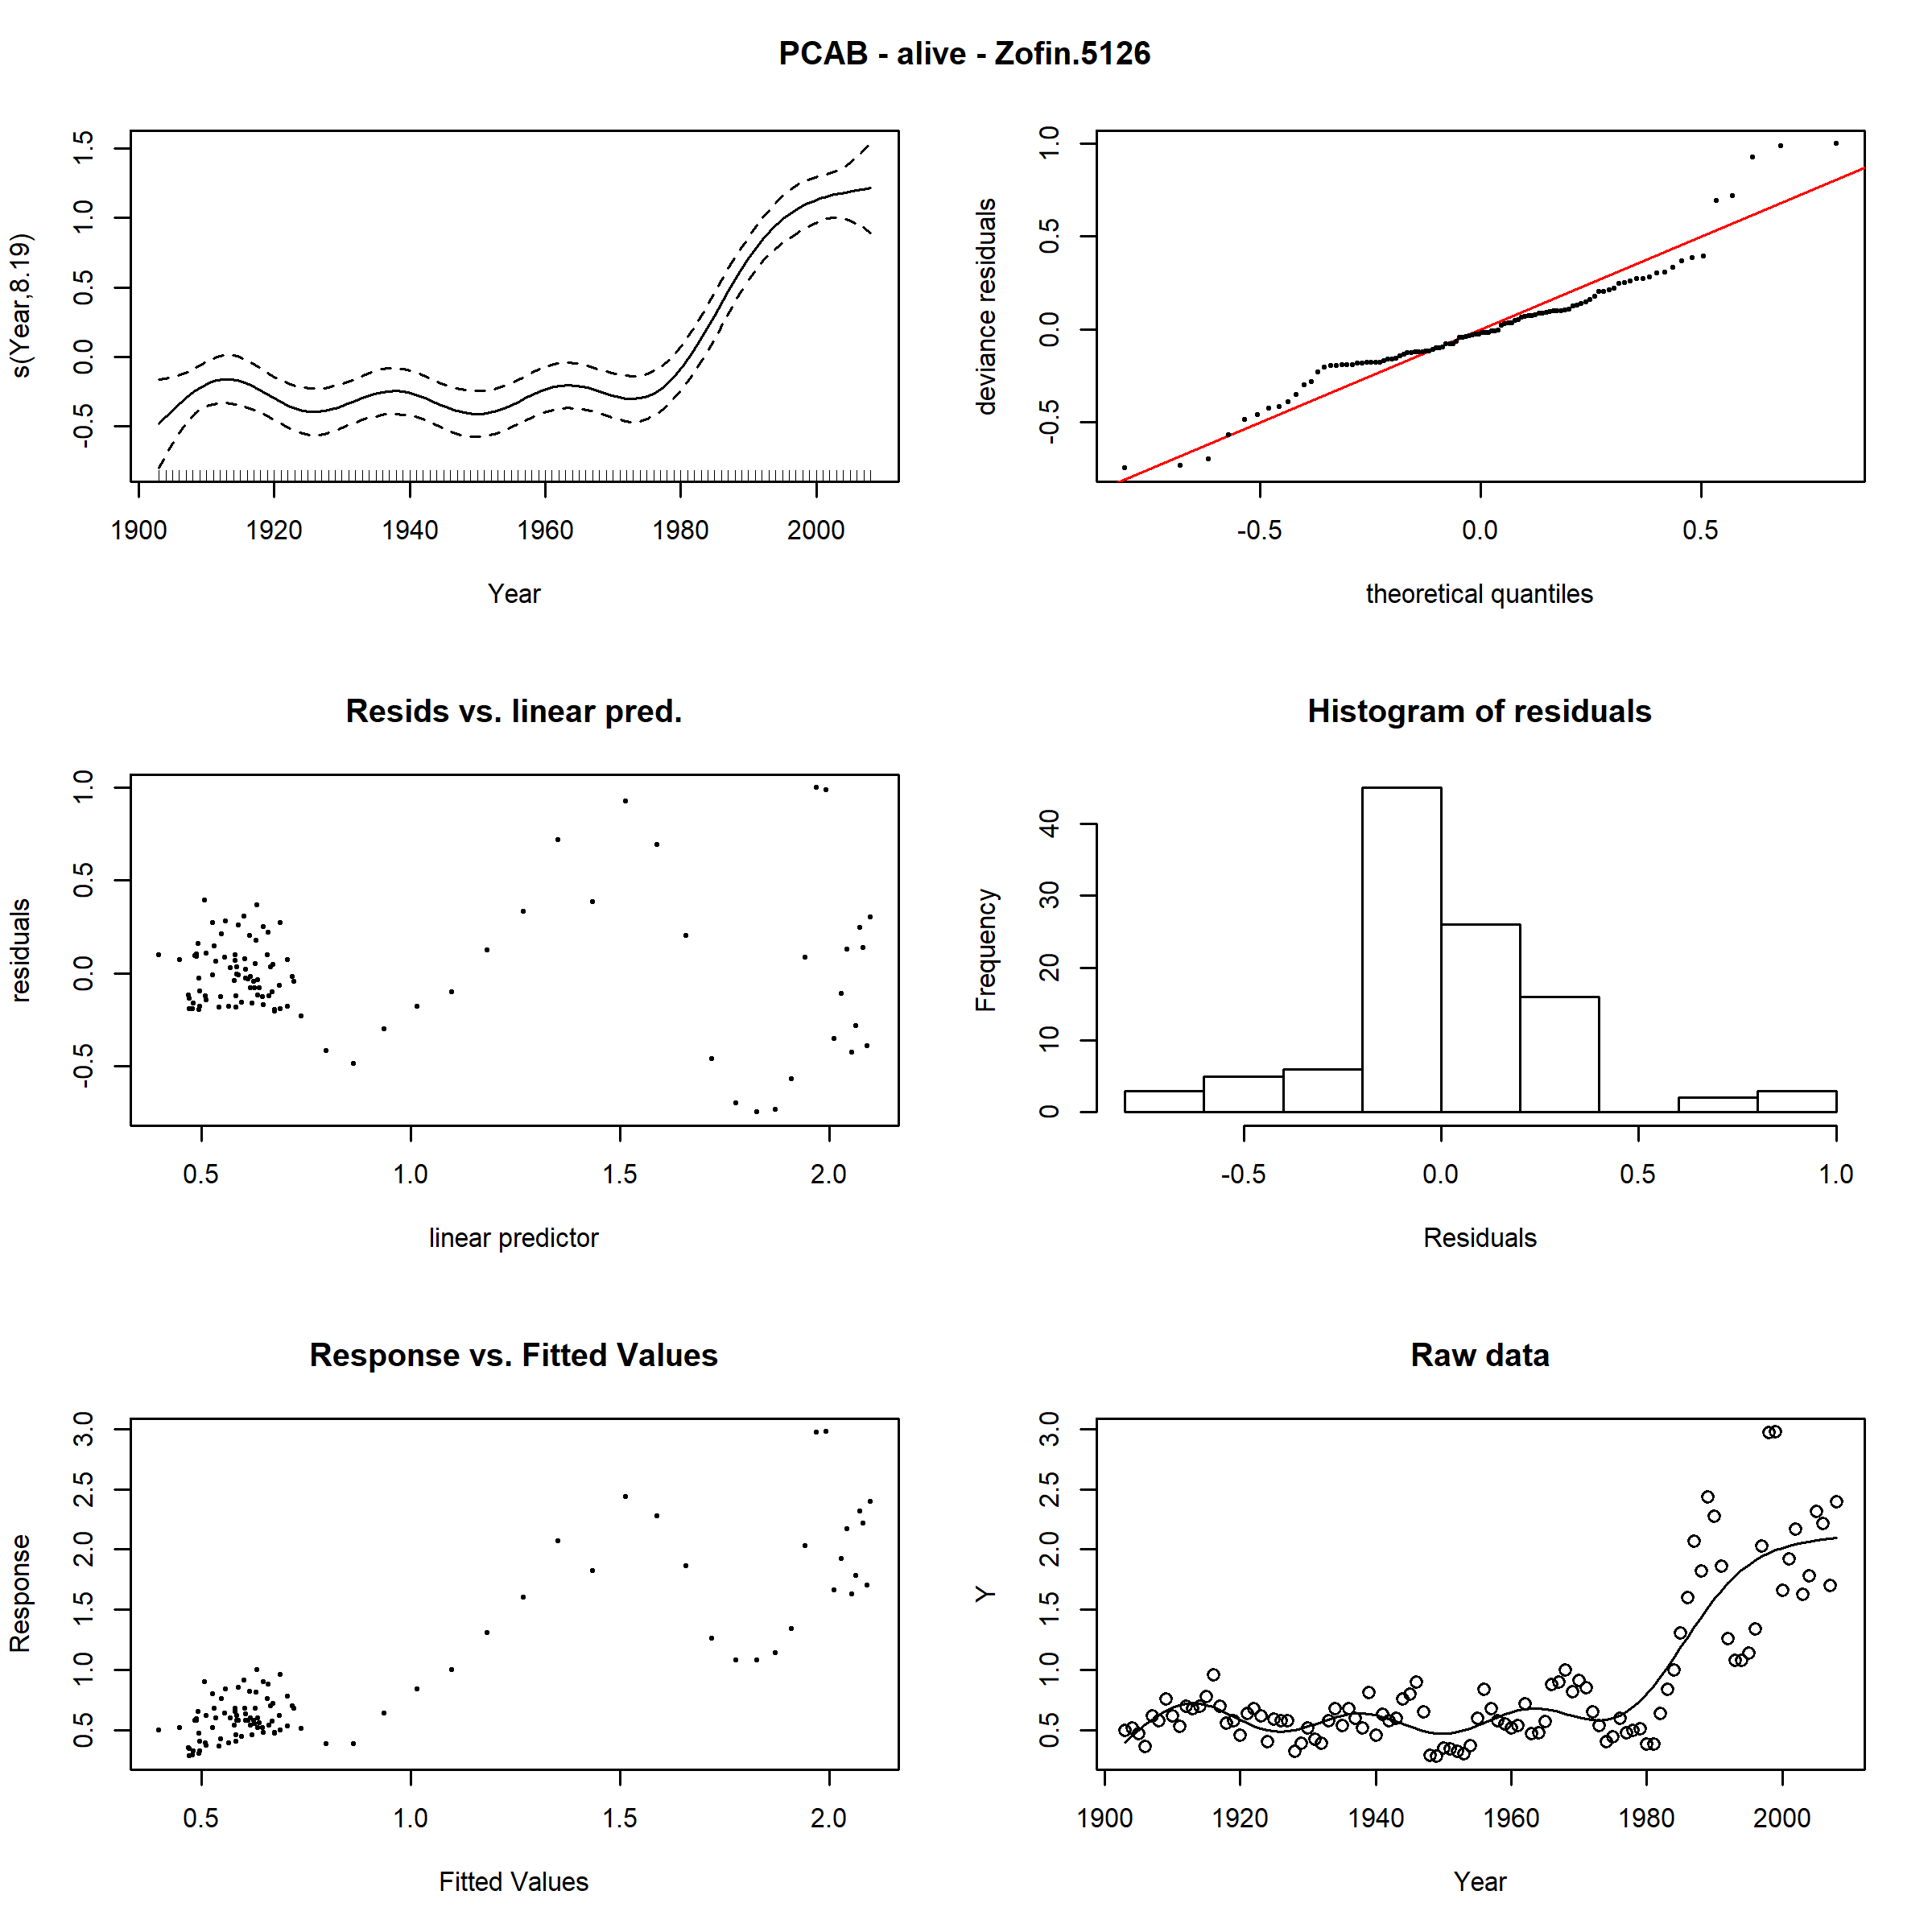 PCAB - alive - Zofin.5126
s(Year,8.19)
1.5
1.0
0.5
0.0
-0.5
1900 1920 1940 1960 1980 2000
Year
deviance residuals
1.0
0.5
0.0
-0.5
-0.5 0.0 0.5
theoretical quantiles
Resids vs. linear pred.
residuals
1.0
0.5
0.0
-0.5
0.5 1.0 1.5 2.0
linear predictor
Histogram of residuals
Frequency
40
30
20
10
0
-0.5 0.0 0.5 1.0
Residuals
Response vs. Fitted Values
Response
3.0
2.5
2.0
1.5
1.0
0.5
0.5 1.0 1.5 2.0
Fitted Values
Raw data
Y
3.0
2.5
2.0
1.5
1.0
0.5
1900 1920 1940 1960 1980 2000
Year